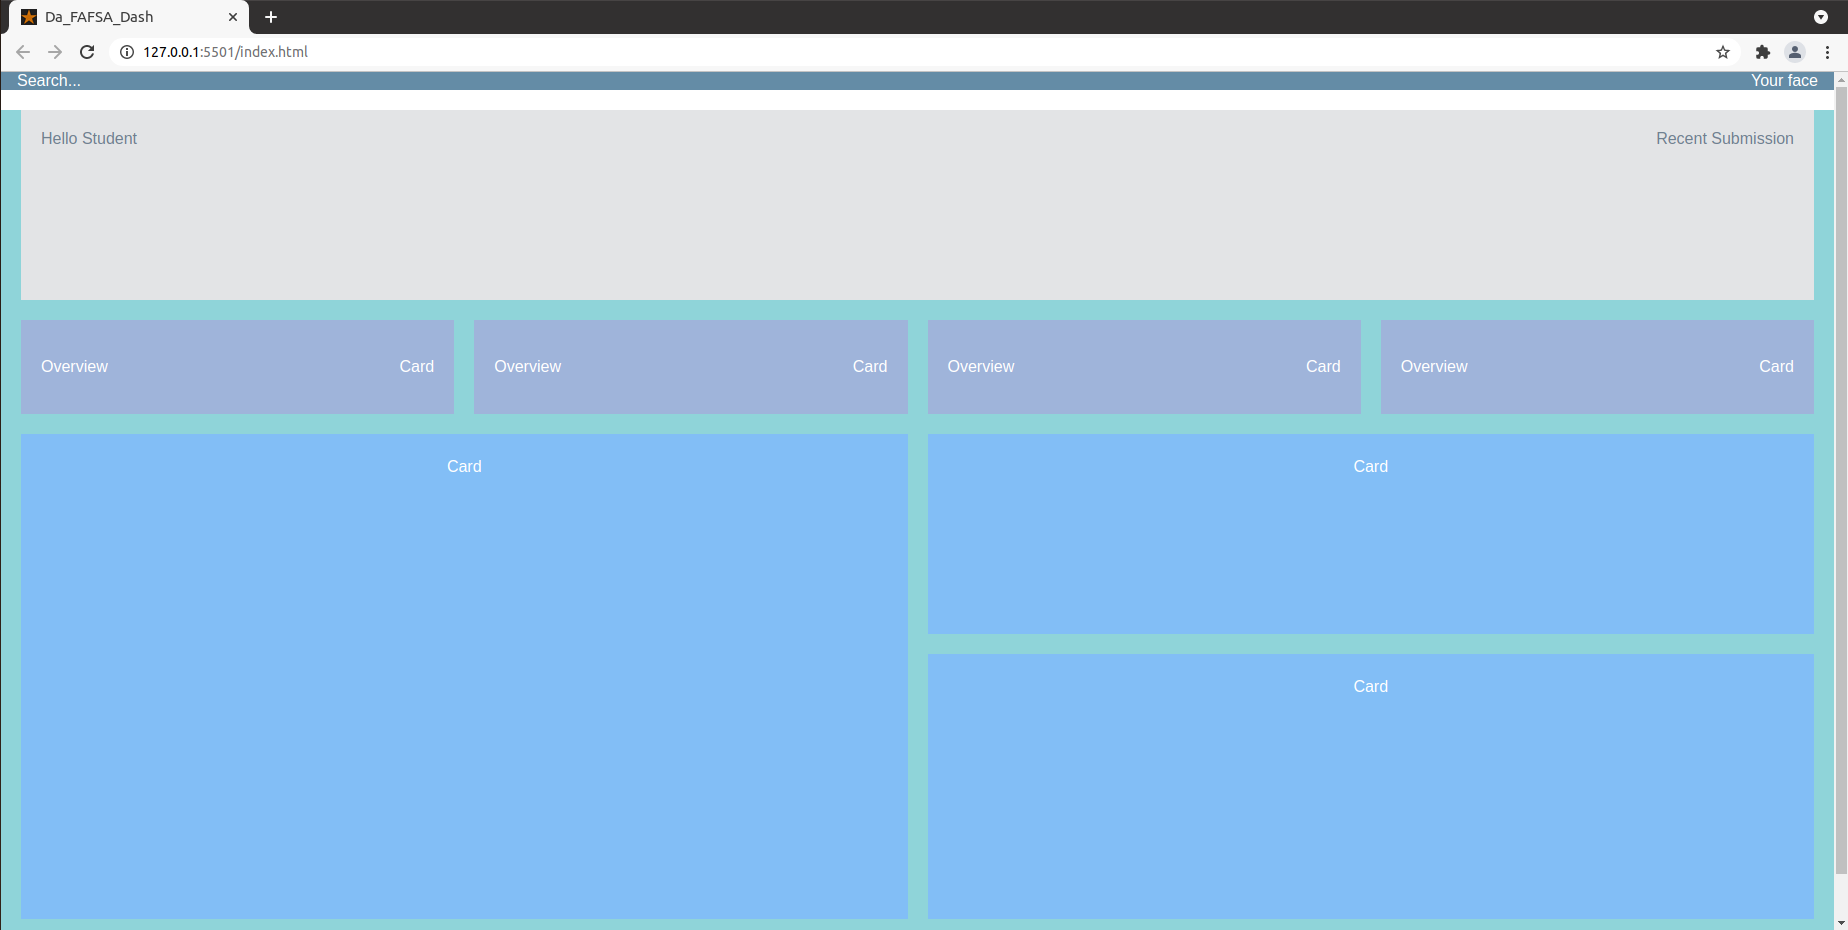 Da_FAFSA_Dash
127.0.0.1:5501/index.html
Search... Your face
Hello Student Recent Submission
Overview Card Overview Card Overview Card Overview Card
Card Card
Card